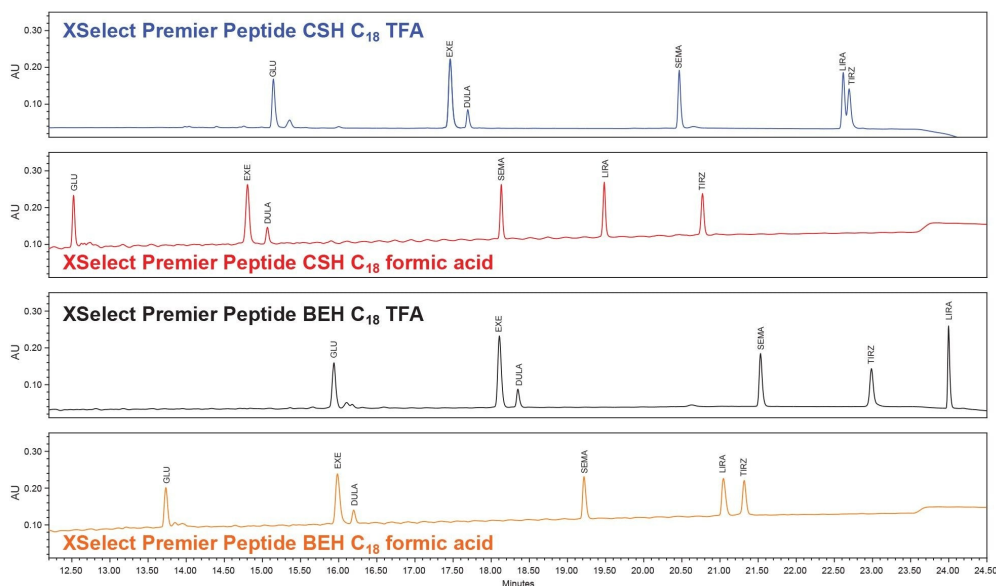 XSelect Premier Peptide CSH C18 TFA
0.30
0.20
0.10
AU
GLU
EXE
DULA
SEMA
LIRA
TIRZ
0.30
0.20
0.10
AU
GLU
EXE
DULA
SEMA
LIRA
TIRZ
XSelect Premier Peptide CSH C18 formic acid
XSelect Premier Peptide BEH C18 TFA
0.30
0.20
0.10
AU
GLU
EXE
DULA
SEMA
TIRZ
LIRA
0.30
0.20
0.10
AU
GLU
EXE
DULA
SEMA
LIRA
TIRZ
XSelect Premier Peptide BEH C18 formic acid
12.50 13.00 13.50 14.00 14.50 15.00 15.50 16.00 16.50 17.00 17.50 18.00 18.50 19.00 19.50 20.00 20.50 21.00 21.50 22.00 22.50 23.00 23.50 24.00 24.50
Minutes